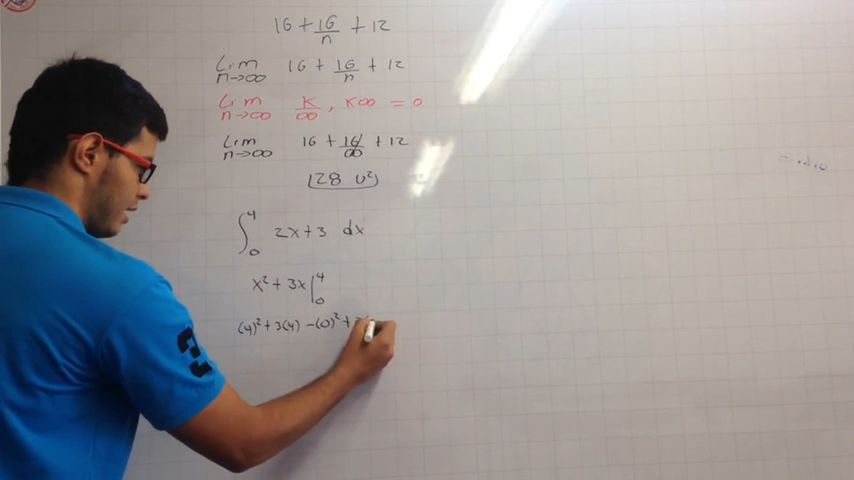 16 + 16/n + 12
Lim n→∞ 16 + 16/n + 12
Lim n→∞ K/∞ , K∞ = 0
Lim n→∞ 16 + 16/∞ + 12
(28 U²)
∫₀⁴ 2x+3 dx
x² + 3x |₀⁴
(4)² + 3(4) - (0)² +
3